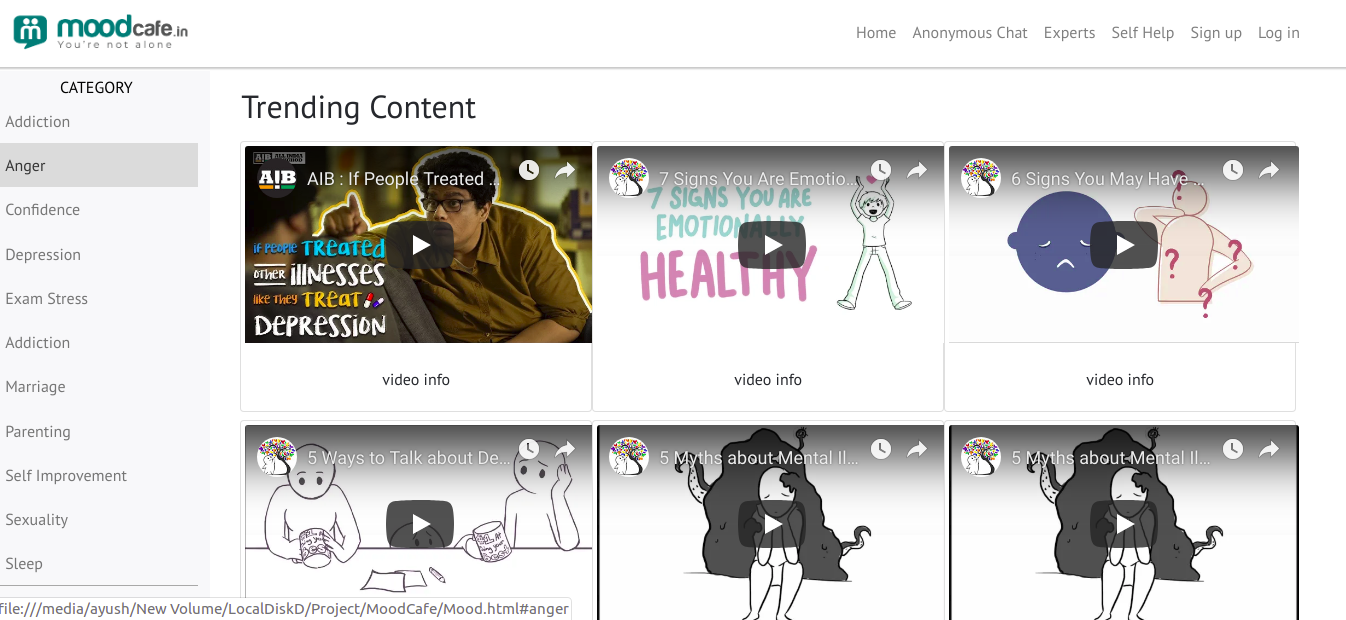 moodcafe.in
You're not alone
Home Anonymous Chat Experts Self Help Sign up Log in
CATEGORY
Addiction
Anger
Confidence
Depression
Exam Stress
Addiction
Marriage
Parenting
Self Improvement
Sexuality
Sleep
Trending Content
AIB
AIB : If People Treated ...
if PEOPLE TREATED
OTHER illNESSES
like THEY TREAT
DEPRESSION
video info
7 Signs You Are Emotio...
7 SIGNS YOU ARE
EMOTIONALLY
HEALTHY
video info
6 Signs You May Have ...
? ? ? ?
video info
5 Ways to Talk about De...
5 Myths about Mental Il...
5 Myths about Mental Il...
file:///media/ayush/New Volume/LocalDiskD/Project/MoodCafe/Mood.html#anger